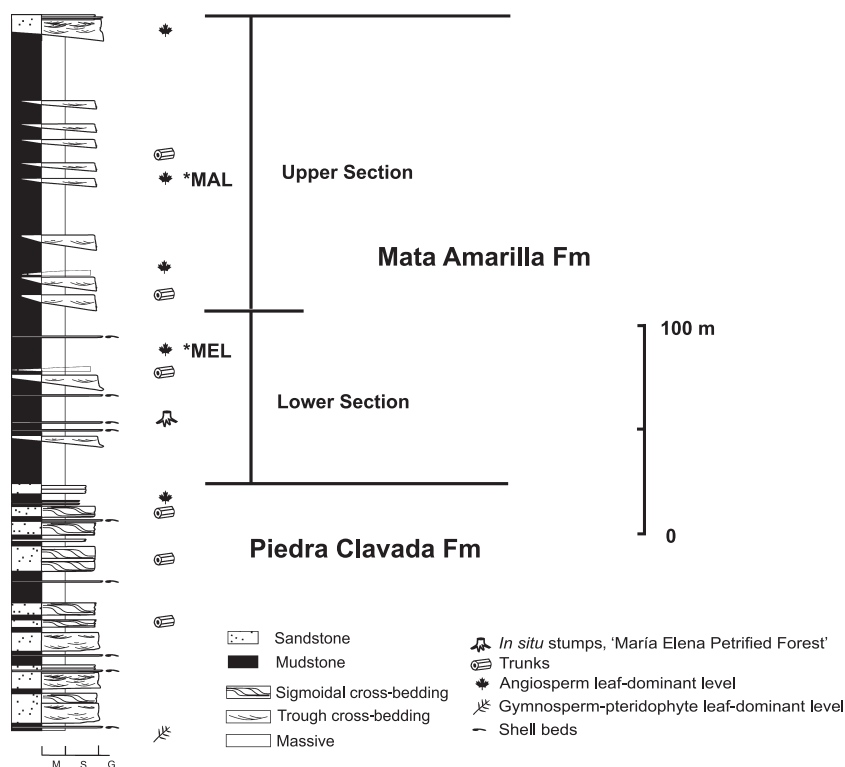 *MAL
Upper Section
Mata Amarilla Fm
*MEL
100 m
Lower Section
0
Piedra Clavada Fm
Sandstone
Mudstone
Sigmoidal cross-bedding
Trough cross-bedding
Massive
In situ stumps, ‘María Elena Petrified Forest’
Trunks
Angiosperm leaf-dominant level
Gymnosperm-pteridophyte leaf-dominant level
Shell beds
M S G